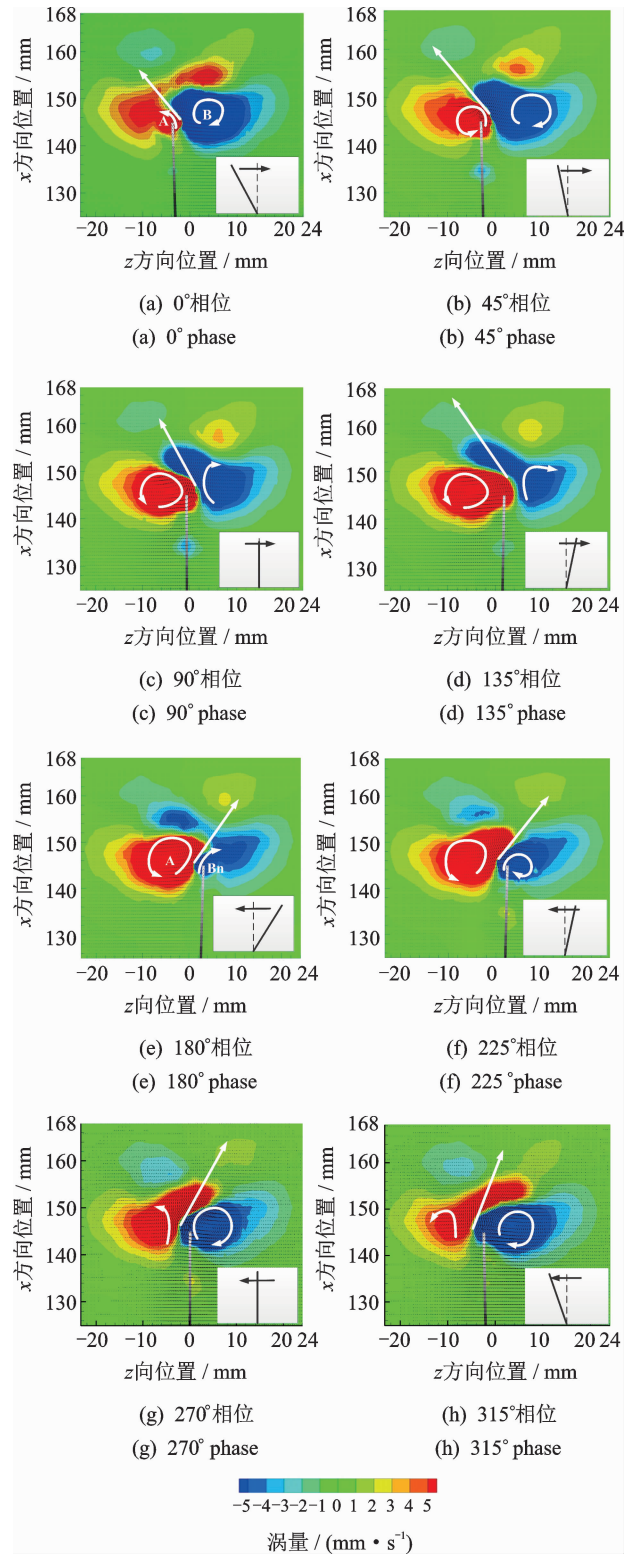 168
160
150
140
130
x方向位置 / mm
−20 −10 0 10 20 24
z方向位置 / mm
A
B
(a) 0°相位
(a) 0° phase
168
160
150
140
130
x方向位置 / mm
−20 −10 0 10 20 24
z向位置 / mm
(b) 45°相位
(b) 45° phase
168
160
150
140
130
x方向位置 / mm
−20 −10 0 10 20 24
z方向位置 / mm
(c) 90°相位
(c) 90° phase
168
160
150
140
130
x方向位置 / mm
−20 −10 0 10 20 24
z方向位置 / mm
(d) 135°相位
(d) 135° phase
168
160
150
140
130
x方向位置 / mm
−20 −10 0 10 20 24
z向位置 / mm
A
Bn
(e) 180°相位
(e) 180° phase
168
160
150
140
130
x方向位置 / mm
−20 −10 0 10 20 24
z方向位置 / mm
(f) 225°相位
(f) 225 °phase
168
160
150
140
130
x方向位置 / mm
−20 −10 0 10 20 24
z向位置 / mm
(g) 270°相位
(g) 270° phase
168
160
150
140
130
x方向位置 / mm
−20 −10 0 10 20 24
z方向位置 / mm
(h) 315°相位
(h) 315° phase
−5 −4 −3 −2 −1 0 1 2 3 4 5
涡量 / (mm · s⁻¹)